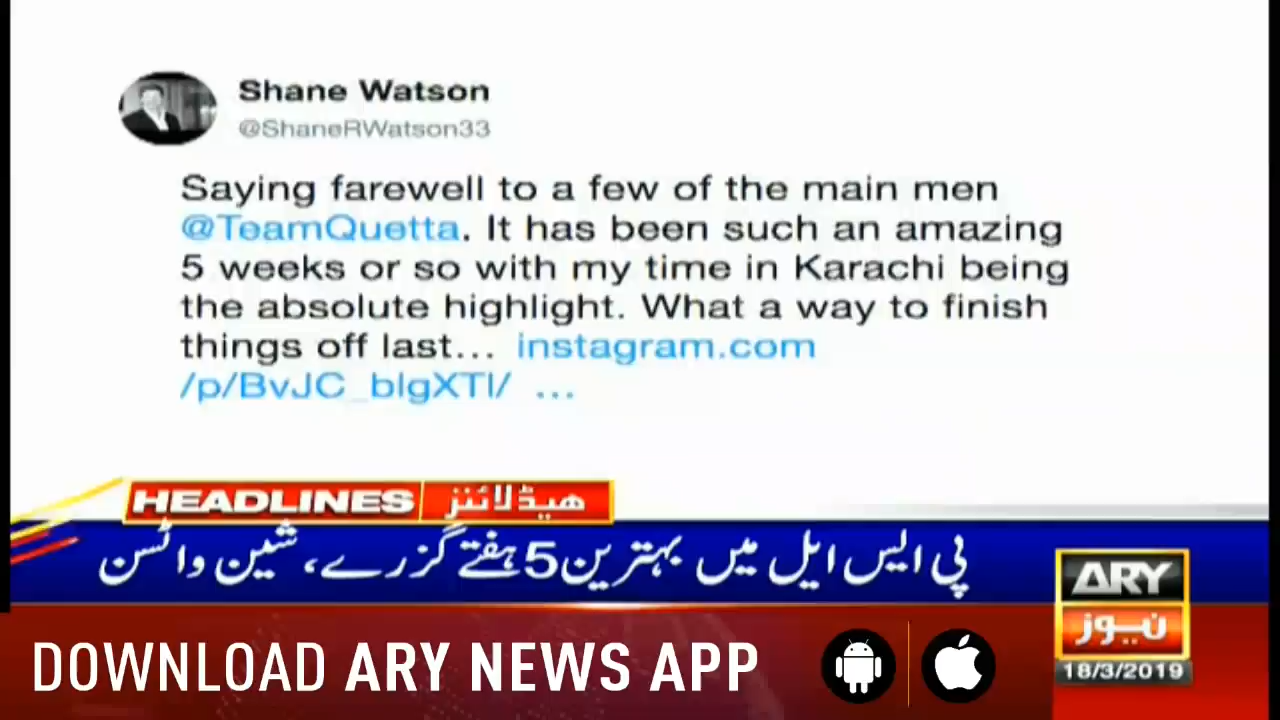 Shane Watson
@ShaneRWatson33
Saying farewell to a few of the main men
@TeamQuetta. It has been such an amazing
5 weeks or so with my time in Karachi being
the absolute highlight. What a way to finish
things off last... instagram.com
/p/BvJC_blgXTl/ ...
HEADLINES هیڈلائنز
پی ایس ایل میں بہترین 5 ہفتے گزرے، شین واٹسن
ARY
نیوز
18/3/2019
DOWNLOAD ARY NEWS APP